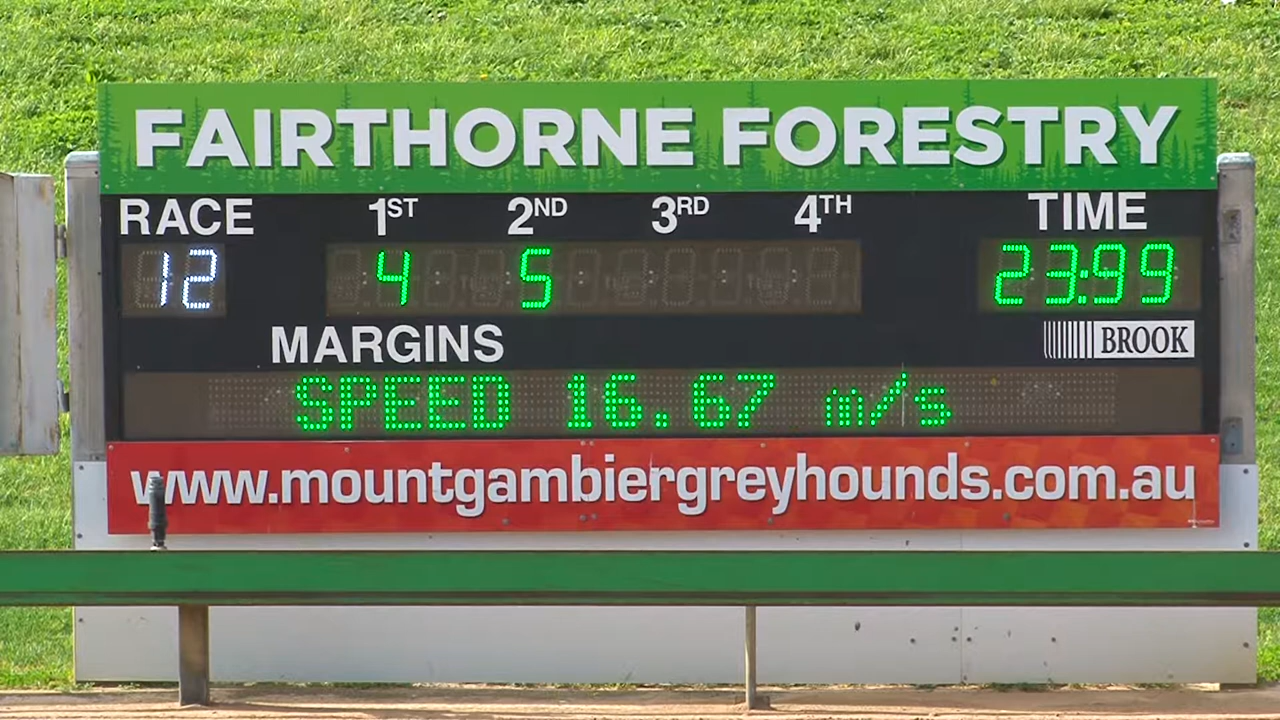 FAIRTHORNE FORESTRY
RACE 1ST 2ND 3RD 4TH TIME
12 4 5 23:99
MARGINS BROOK
SPEED 16.67 m/s
www.mountgambiergreyhounds.com.au